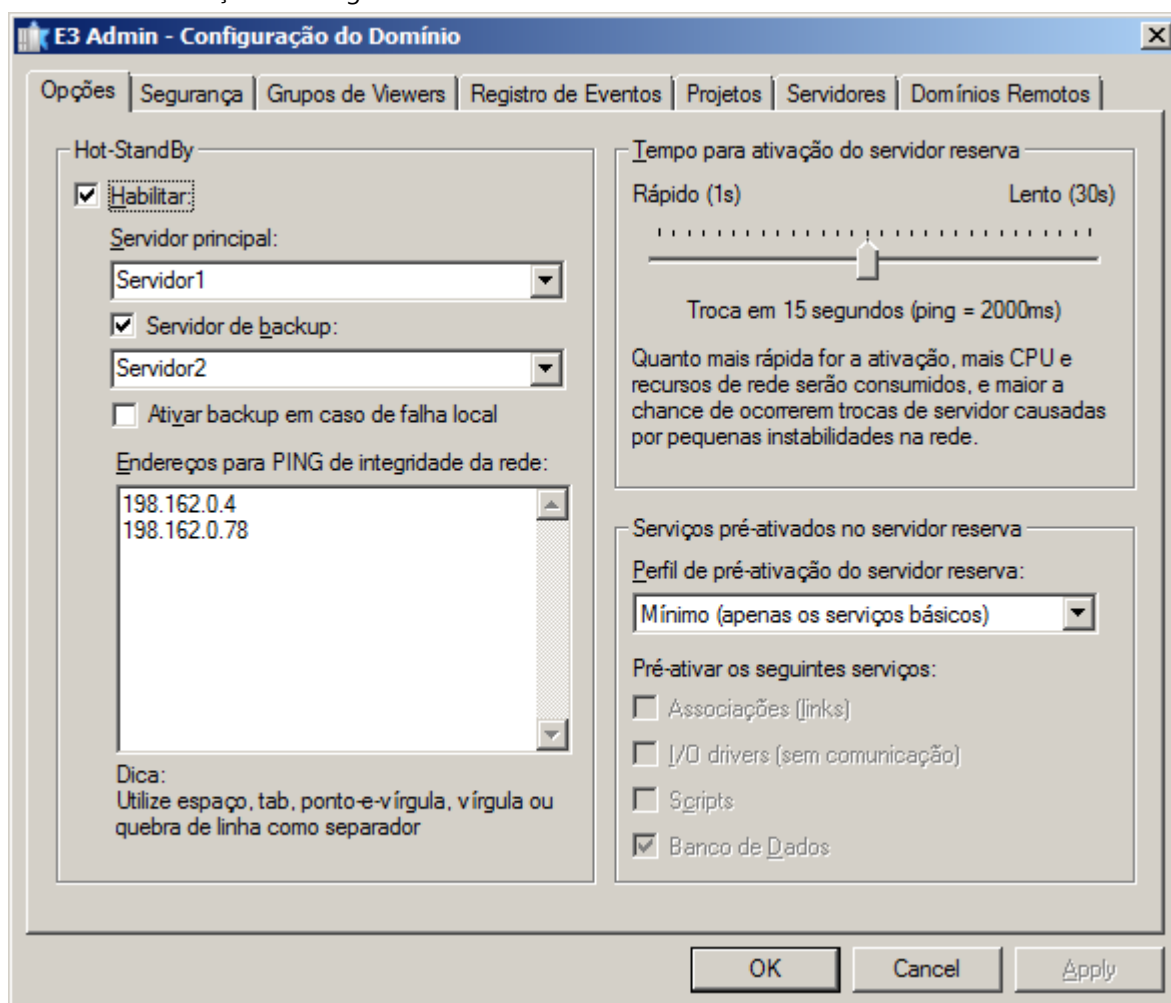 E3 Admin - Configuração do Domínio
Opções Segurança Grupos de Viewers Registro de Eventos Projetos Servidores Domínios Remotos
Hot-StandBy
Habilitar:
Servidor principal:
Servidor1
Servidor de backup:
Servidor2
Ativar backup em caso de falha local
Endereços para PING de integridade da rede:
198.162.0.4
198.162.0.78
Dica:
Utilize espaço, tab, ponto-e-vírgula, vírgula ou
quebra de linha como separador
Tempo para ativação do servidor reserva
Rápido (1s) Lento (30s)
Troca em 15 segundos (ping = 2000ms)
Quanto mais rápida for a ativação, mais CPU e
recursos de rede serão consumidos, e maior a
chance de ocorrerem trocas de servidor causadas
por pequenas instabilidades na rede.
Serviços pré-ativados no servidor reserva
Perfil de pré-ativação do servidor reserva:
Mínimo (apenas os serviços básicos)
Pré-ativar os seguintes serviços:
Associações (links)
I/O drivers (sem comunicação)
Scripts
Banco de Dados
OK Cancel Apply